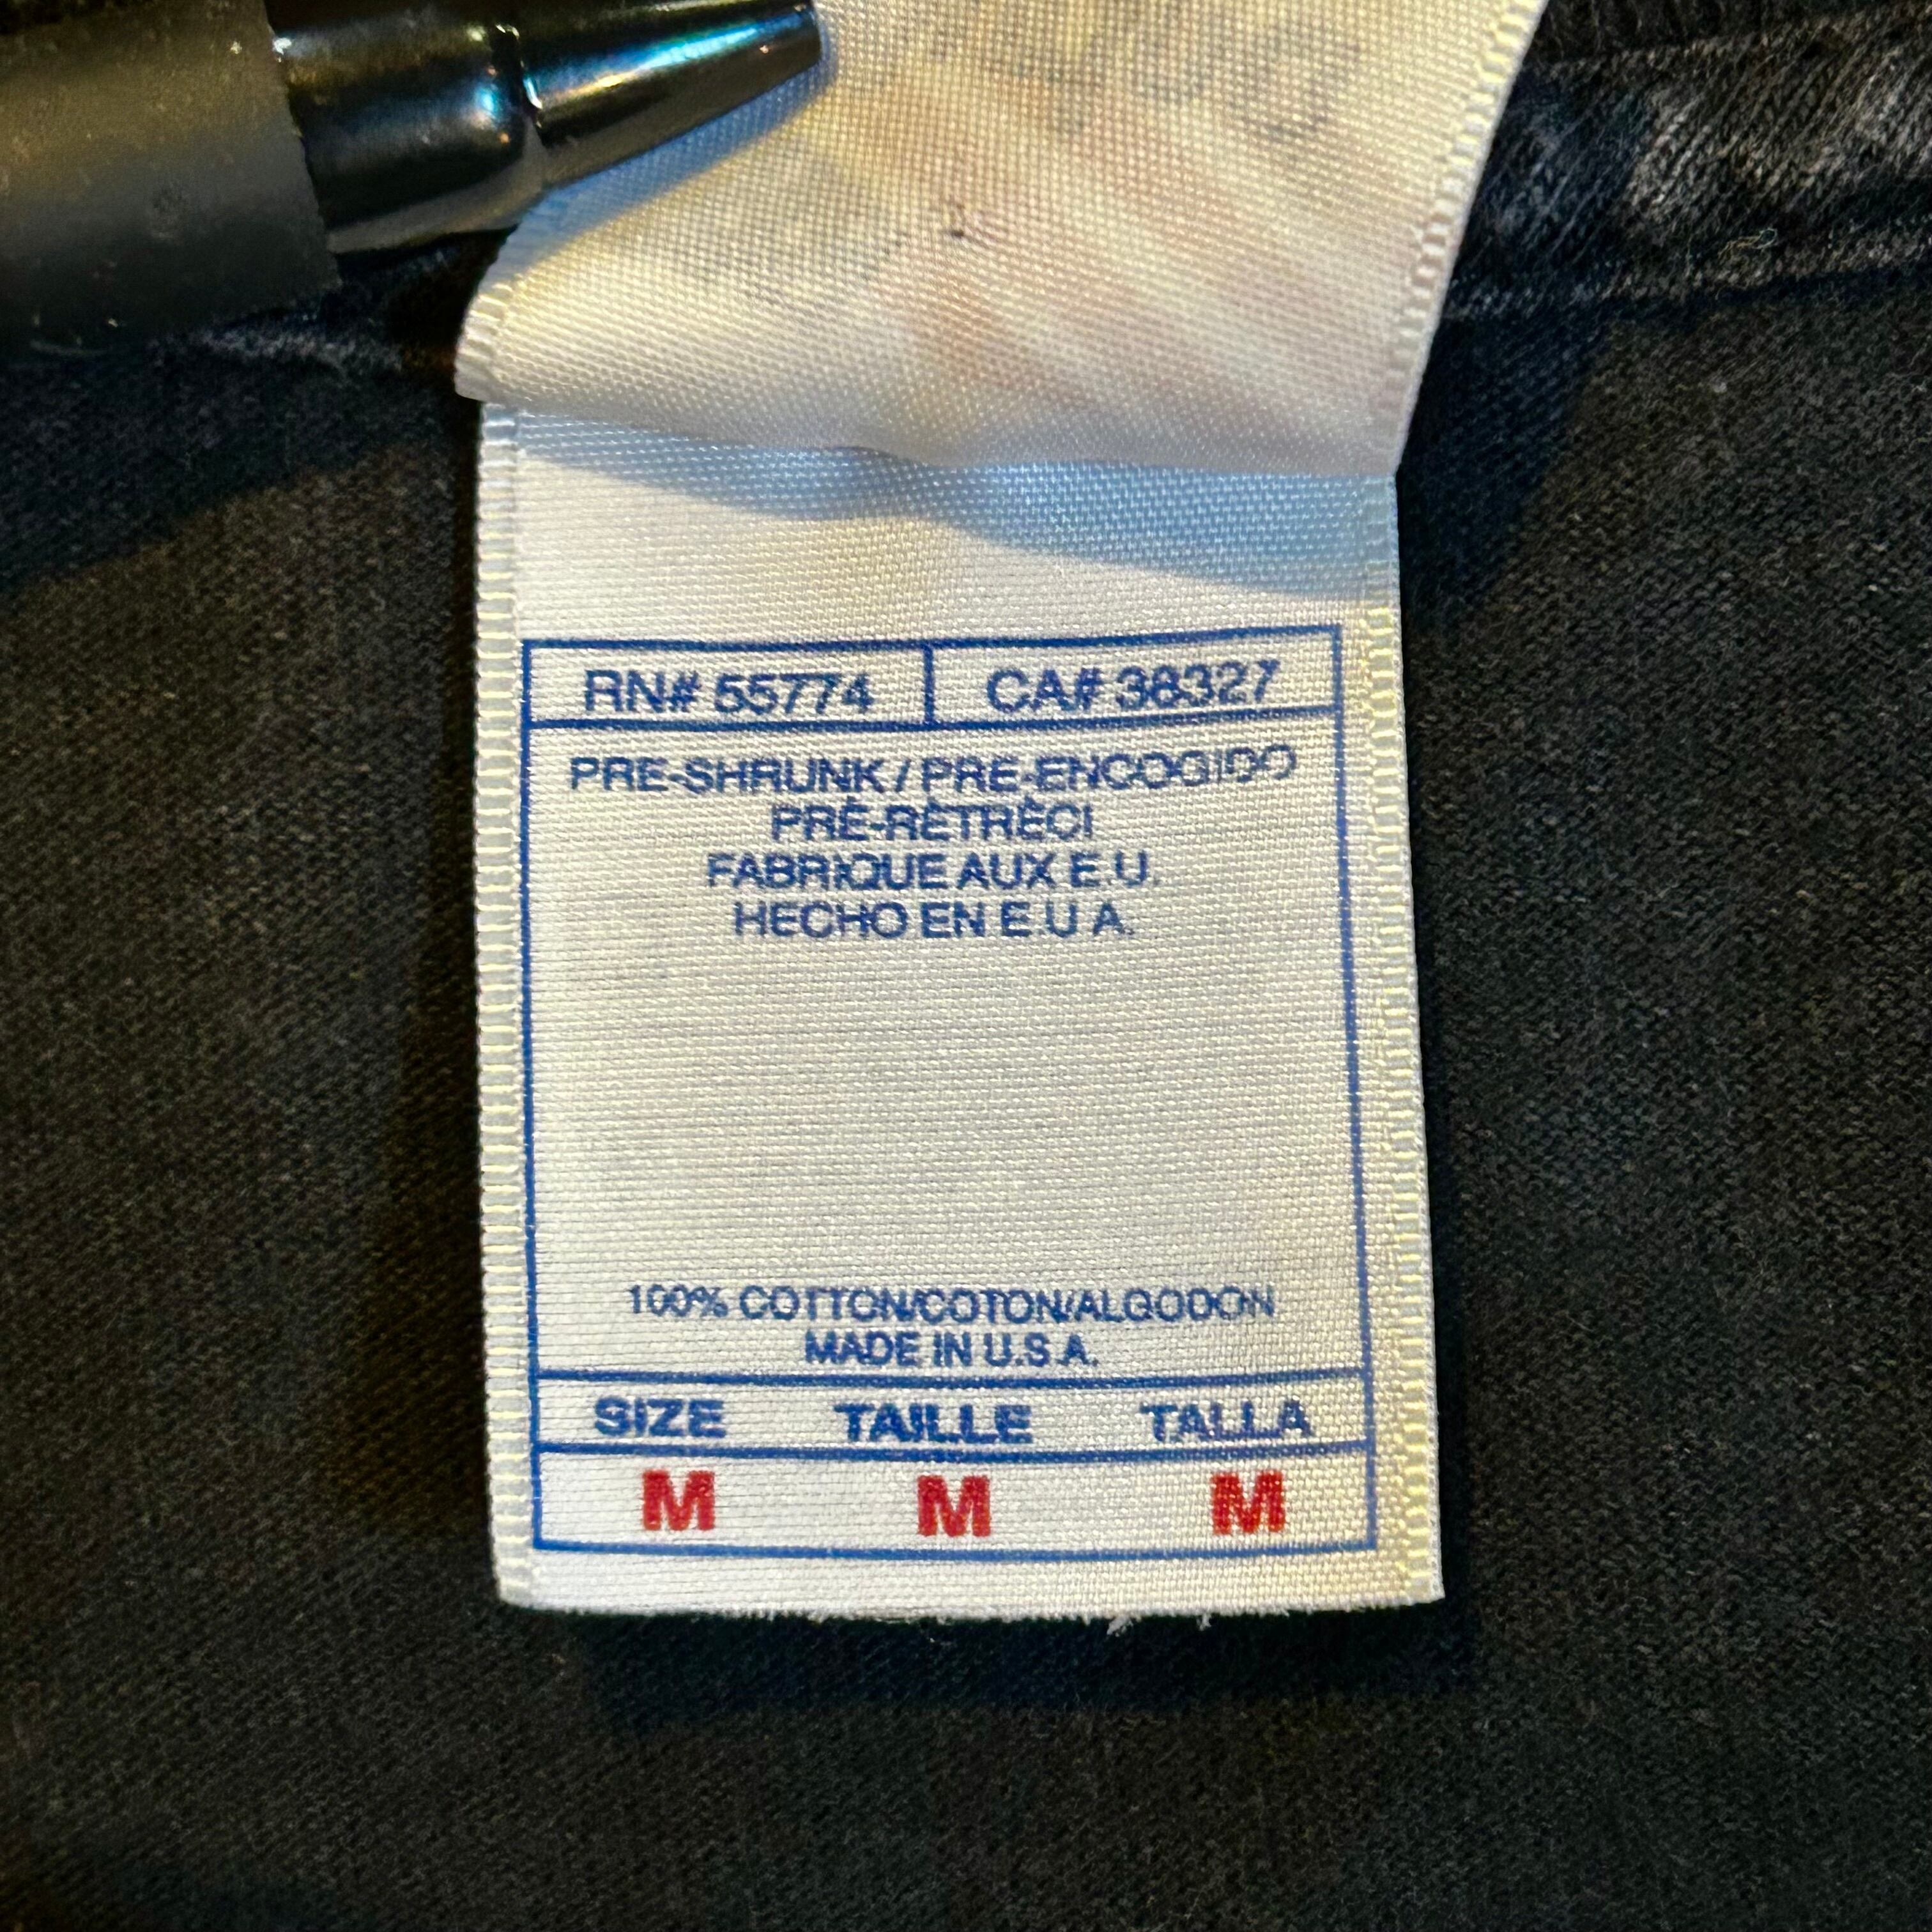 RN# 55774 CA# 38327
PRE-SHRUNK / PRE-ENCOGIDO
PRÉ-RÉTRÉCI
FABRIQUE AUX E.U.
HECHO EN E.U A.
100% COTTON/COTON/ALGODON
MADE IN U.S.A.
SIZE TAILLE TALLA
M M M